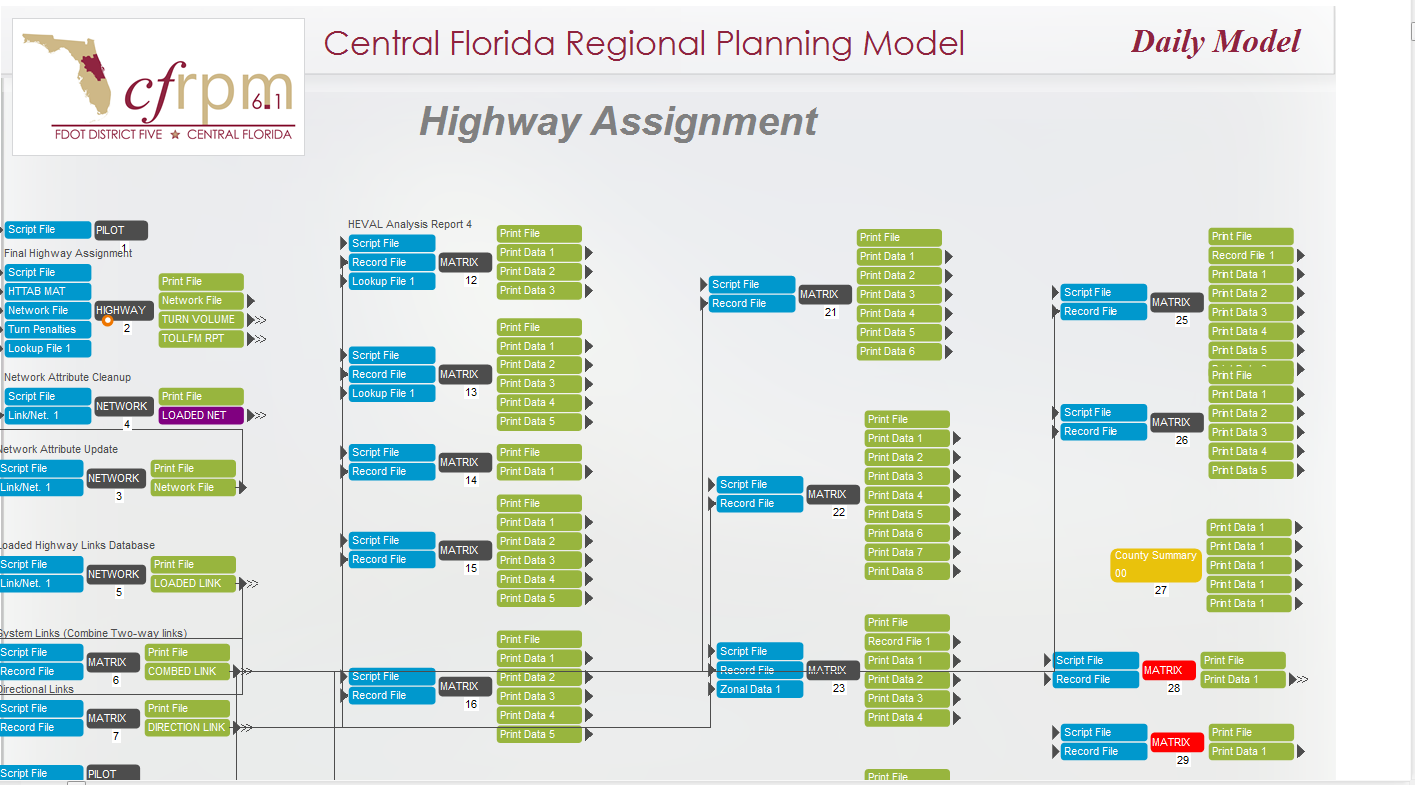 Central Florida Regional Planning Model
Daily Model
cfrpm
6.1
FDOT DISTRICT FIVE ★ CENTRAL FLORIDA
Highway Assignment
Script File
PILOT
1
Final Highway Assignment
Script File
HTTAB MAT
Network File
Turn Penalties
Lookup File 1
HIGHWAY
2
Print File
Network File
TURN VOLUME
TOLLFM RPT
Network Attribute Cleanup
Script File
Link/Net. 1
NETWORK
4
Print File
LOADED NET
Network Attribute Update
Script File
Link/Net. 1
NETWORK
3
Print File
Network File
Loaded Highway Links Database
Script File
Link/Net. 1
NETWORK
5
Print File
LOADED LINK
System Links (Combine Two-way links)
Script File
Record File
MATRIX
6
Print File
COMBED LINK
Directional Links
Script File
Record File
MATRIX
7
Print File
DIRECTION LINK
Script File
PILOT
HEVAL Analysis Report 4
Script File
Record File
Lookup File 1
MATRIX
12
Print File
Print Data 1
Print Data 2
Print Data 3
Script File
Record File
Lookup File 1
MATRIX
13
Print File
Print Data 1
Print Data 2
Print Data 3
Print Data 4
Print Data 5
Script File
Record File
MATRIX
14
Print File
Print Data 1
Script File
Record File
MATRIX
15
Print File
Print Data 1
Print Data 2
Print Data 3
Print Data 4
Print Data 5
Script File
Record File
MATRIX
16
Print File
Print Data 1
Print Data 2
Print Data 3
Print Data 4
Print Data 5
Script File
Record File
MATRIX
21
Print File
Print Data 1
Print Data 2
Print Data 3
Print Data 4
Print Data 5
Print Data 6
Script File
Record File
MATRIX
22
Print File
Print Data 1
Print Data 2
Print Data 3
Print Data 4
Print Data 5
Print Data 6
Print Data 7
Print Data 8
Script File
Record File
Zonal Data 1
MATRIX
23
Print File
Record File 1
Print Data 1
Print Data 2
Print Data 3
Print Data 4
Print File
Script File
Record File
MATRIX
25
Print File
Record File 1
Print Data 1
Print Data 2
Print Data 3
Print Data 4
Print Data 5
Script File
Record File
MATRIX
26
Print File
Print Data 1
Print Data 2
Print Data 3
Print Data 4
Print Data 5
County Summary
00
27
Print Data 1
Print Data 1
Print Data 1
Print Data 1
Print Data 1
Script File
Record File
MATRIX
28
Print File
Print Data 1
Script File
Record File
MATRIX
29
Print File
Print Data 1